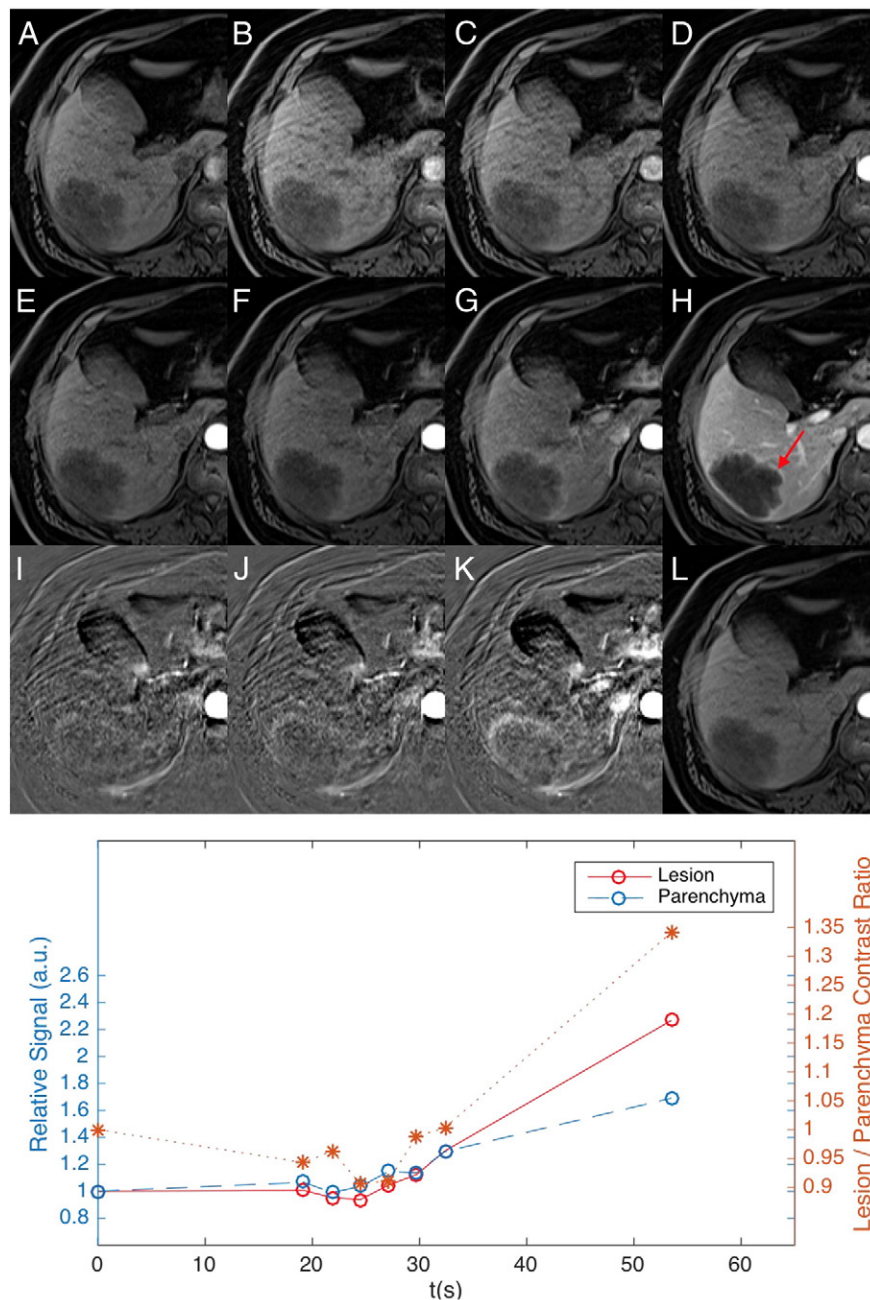 A B C D
E F G H
I J K L
Lesion
Parenchyma
Relative Signal (a.u.)
2.6
2.4
2.2
2
1.8
1.6
1.4
1.2
1
0.8
Lesion / Parenchyma Contrast Ratio
1.35
1.3
1.25
1.2
1.15
1.1
1.05
1
0.95
0.9
0 10 20 30 40 50 60
t(s)